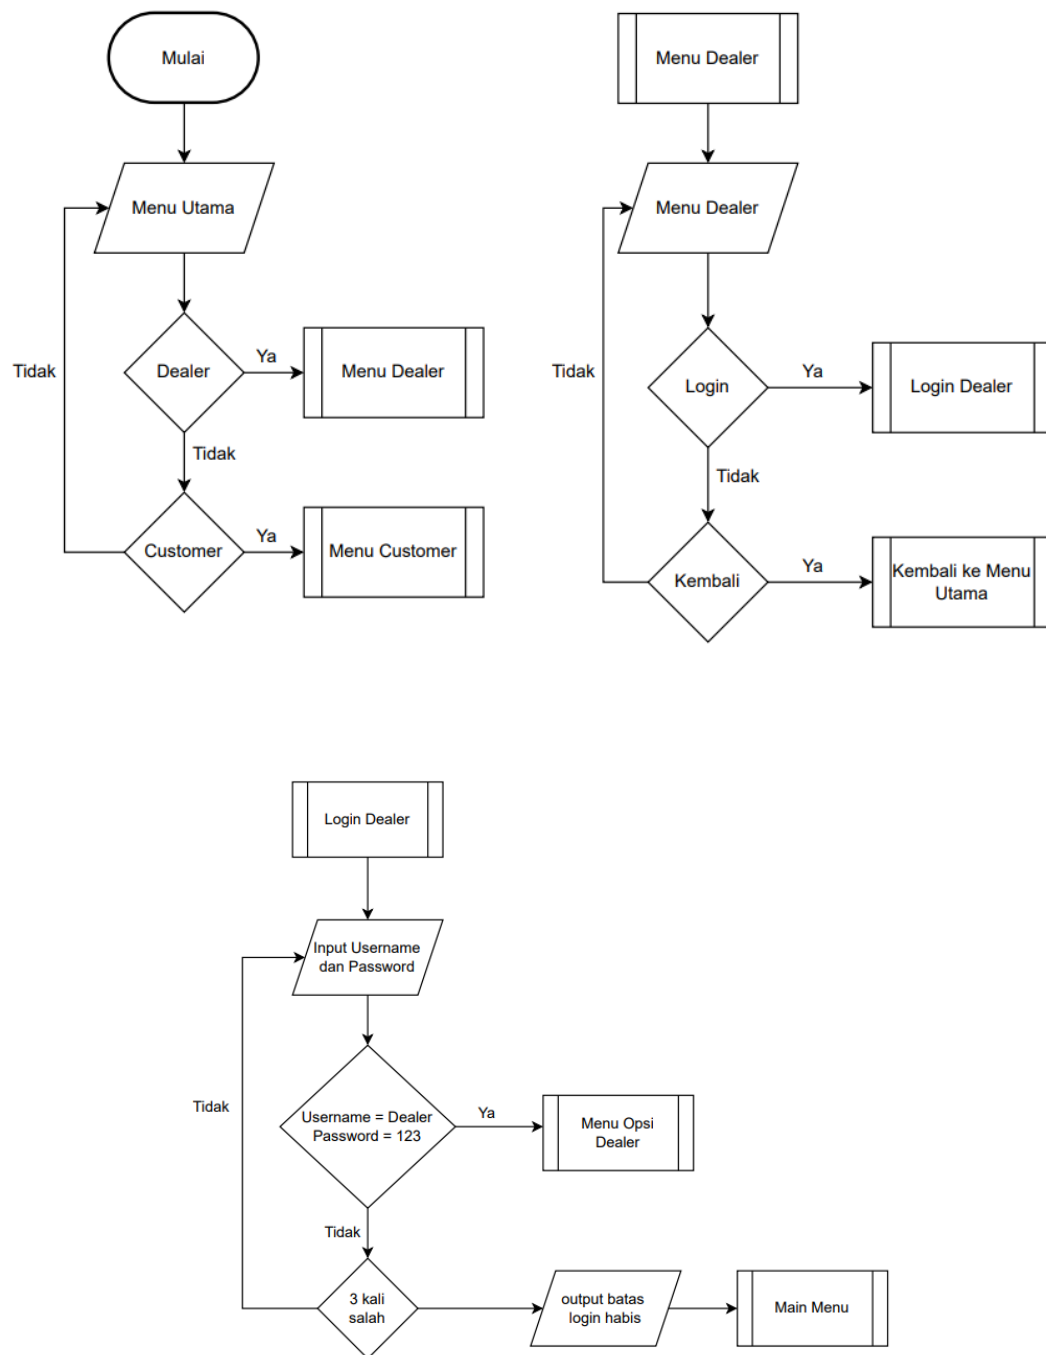 Mulai
Menu Utama
Dealer
Ya
Menu Dealer
Tidak
Tidak
Customer
Ya
Menu Customer
Menu Dealer
Menu Dealer
Tidak
Login
Ya
Login Dealer
Tidak
Kembali
Ya
Kembali ke Menu
Utama
Login Dealer
Input Username
dan Password
Tidak
Username = Dealer
Password = 123
Ya
Menu Opsi
Dealer
Tidak
3 kali
salah
output batas
login habis
Main Menu